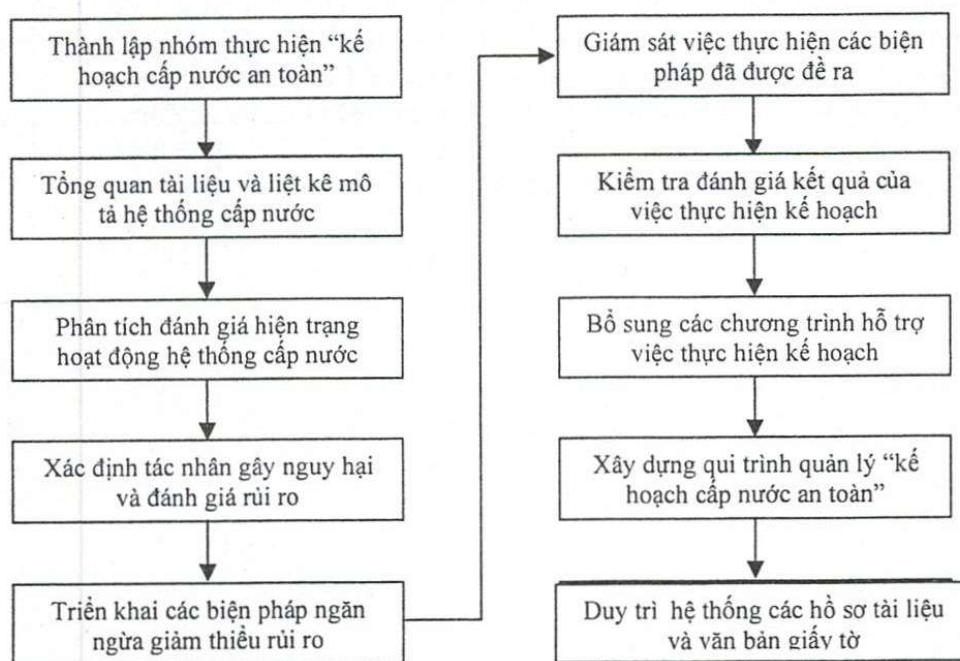 Thành lập nhóm thực hiện “kế
hoạch cấp nước an toàn”
Tổng quan tài liệu và liệt kê mô
tả hệ thống cấp nước
Phân tích đánh giá hiện trạng
hoạt động hệ thống cấp nước
Xác định tác nhân gây nguy hại
và đánh giá rủi ro
Triển khai các biện pháp ngăn
ngừa giảm thiểu rủi ro
Giám sát việc thực hiện các biện
pháp đã được đề ra
Kiểm tra đánh giá kết quả của
việc thực hiện kế hoạch
Bổ sung các chương trình hỗ trợ
việc thực hiện kế hoạch
Xây dựng qui trình quản lý “kế
hoạch cấp nước an toàn”
Duy trì hệ thống các hồ sơ tài liệu
và văn bản giấy tờ